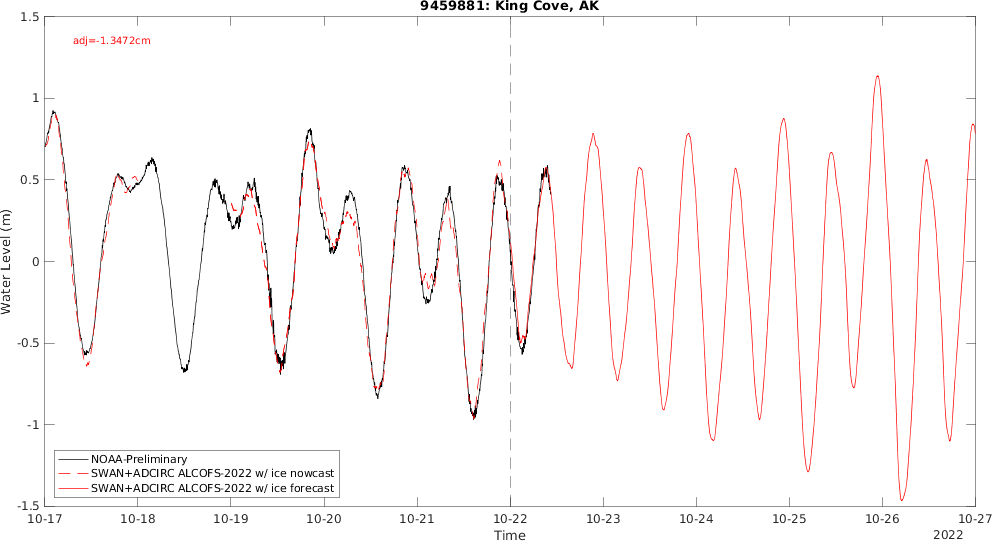 9459881: King Cove, AK
adj=-1.3472cm
Water Level (m)
1.5
1
0.5
0
-0.5
-1
-1.5
NOAA-Preliminary
SWAN+ADCIRC ALCOFS-2022 w/ ice nowcast
SWAN+ADCIRC ALCOFS-2022 w/ ice forecast
10-17 10-18 10-19 10-20 10-21 10-22 10-23 10-24 10-25 10-26 10-27
Time
2022